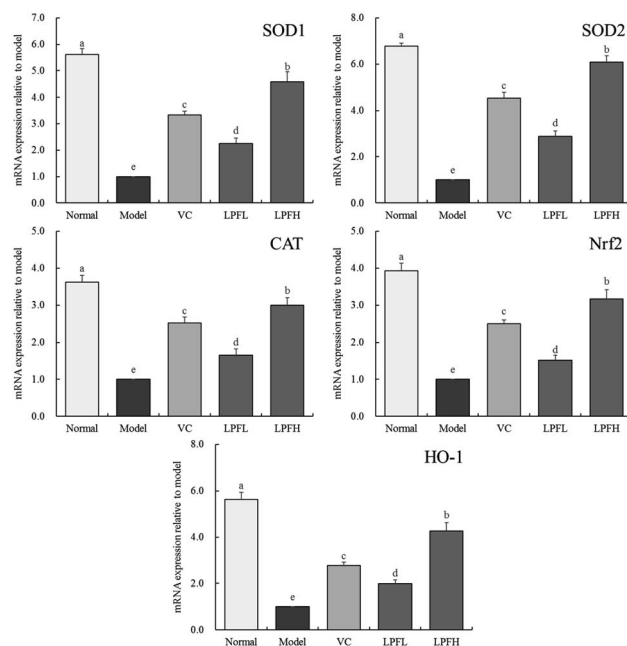 SOD1
mRNA expression relative to model
7.0
6.0
5.0
4.0
3.0
2.0
1.0
0.0
a
e
c
d
b
Normal Model VC LPFL LPFH
SOD2
mRNA expression relative to model
8.0
6.0
4.0
2.0
0.0
a
e
c
d
b
Normal Model VC LPFL LPFH
CAT
mRNA expression relative to model
5.0
4.0
3.0
2.0
1.0
0.0
a
e
c
d
b
Normal Model VC LPFL LPFH
Nrf2
mRNA expression relative to model
5.0
4.0
3.0
2.0
1.0
0.0
a
e
c
d
b
Normal Model VC LPFL LPFH
HO-1
mRNA expression relative to model
8.0
6.0
4.0
2.0
0.0
a
e
c
d
b
Normal Model VC LPFL LPFH